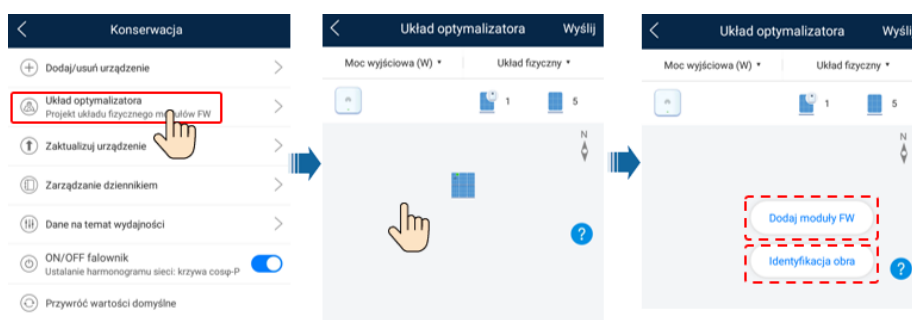 Konserwacja
Dodaj/usuń urządzenie
Układ optymalizatora
Projekt układu fizycznego modułów FW
Zaktualizuj urządzenie
Zarządzanie dziennikiem
Dane na temat wydajności
ON/OFF falownik
Ustalanie harmonogramu sieci: krzywa cosφ-P
Przywróć wartości domyślne
Układ optymalizatora Wyślij
Moc wyjściowa (W) Układ fizyczny
1 5
N
?
Układ optymalizatora Wyślij
Moc wyjściowa (W) Układ fizyczny
1 5
N
Dodaj moduły FW
Identyfikacja obra
?